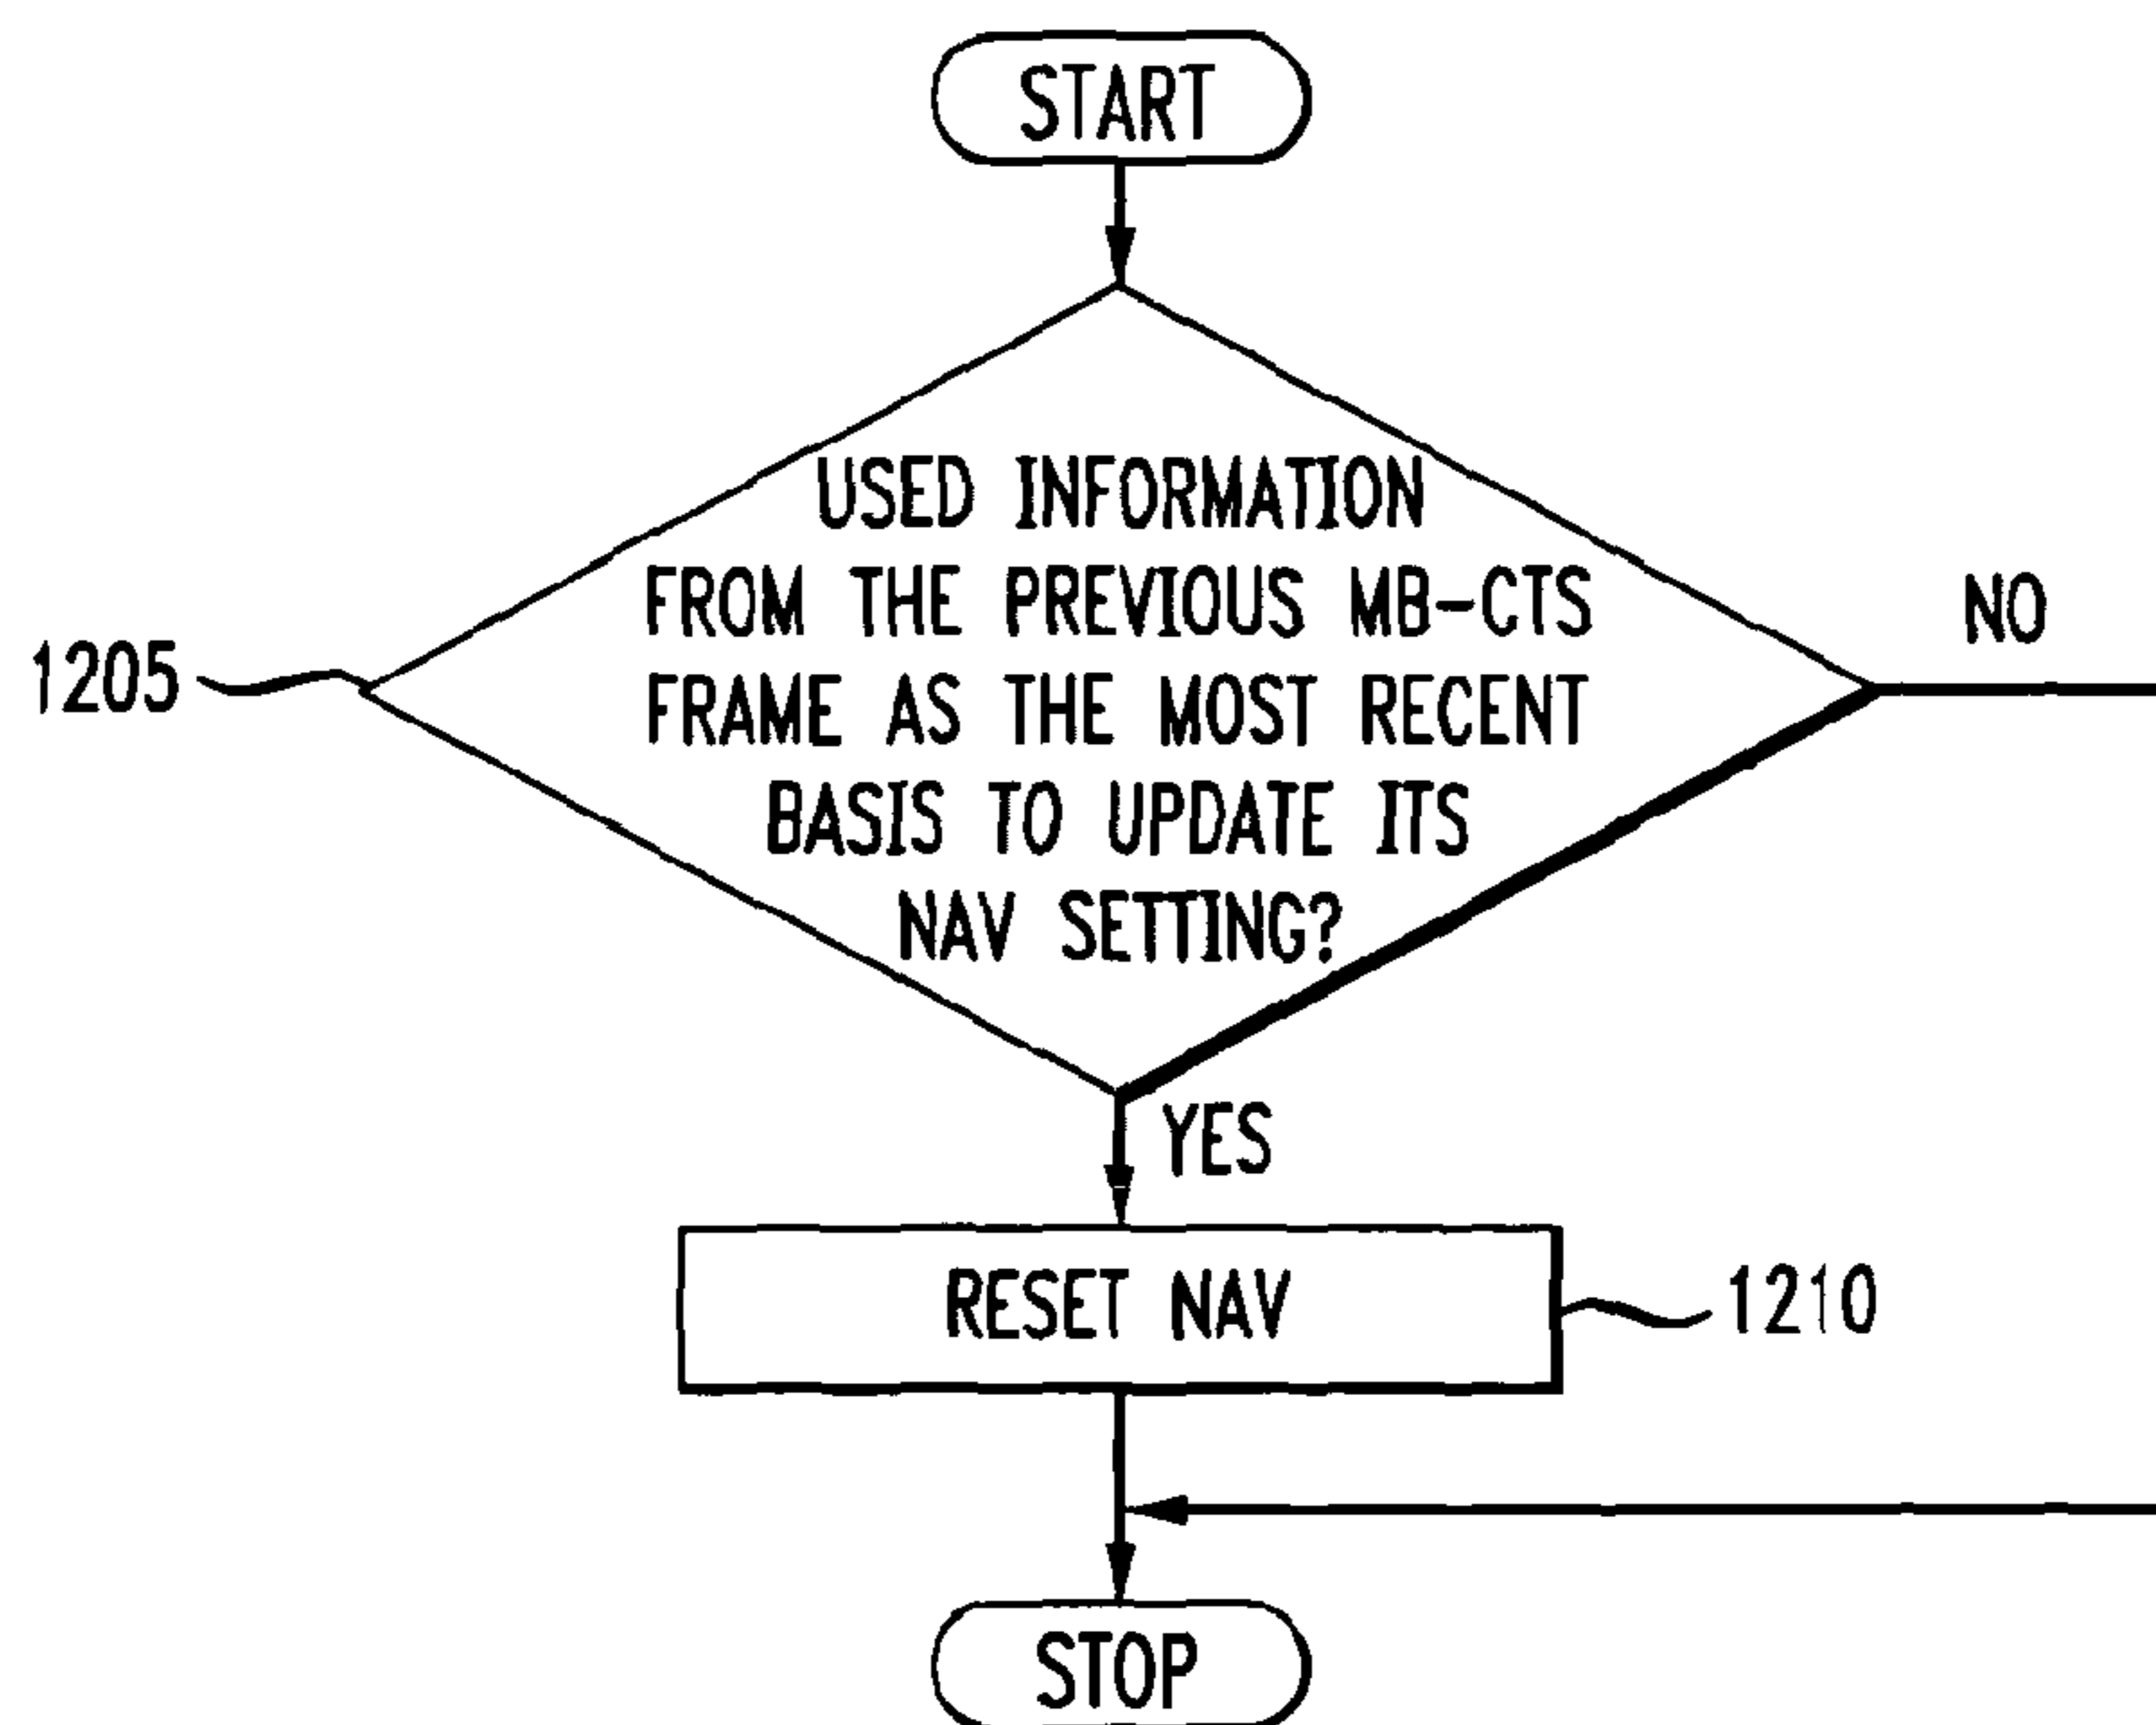 START
USED INFORMATION
FROM THE PREVIOUS MB-CTS
FRAME AS THE MOST RECENT
BASIS TO UPDATE ITS
NAV SETTING?
NO
1205
YES
RESET NAV
1210
STOP